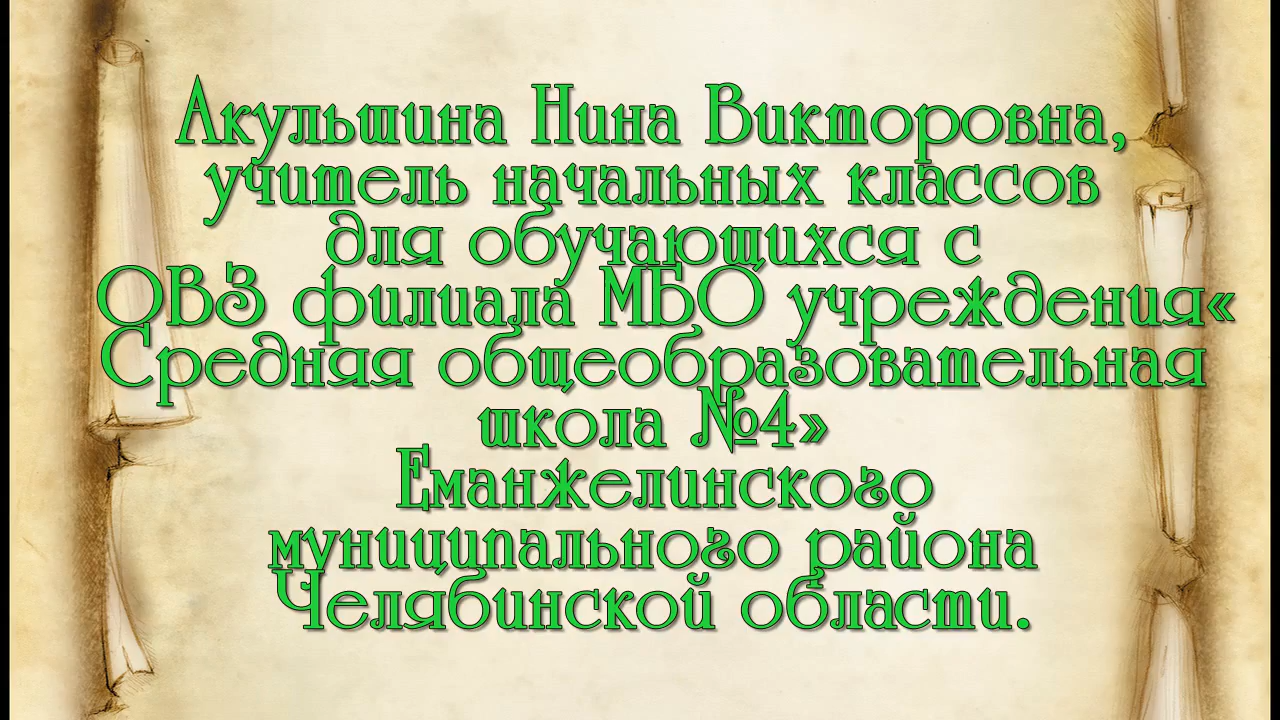 Акульшина Нина Викторовна,
учитель начальных классов
для обучающихся с
ОВЗ филиала МБО учреждения«
Средняя общеобразовательная
школа №4»
Еманжелинского
муниципального района
Челябинской области.